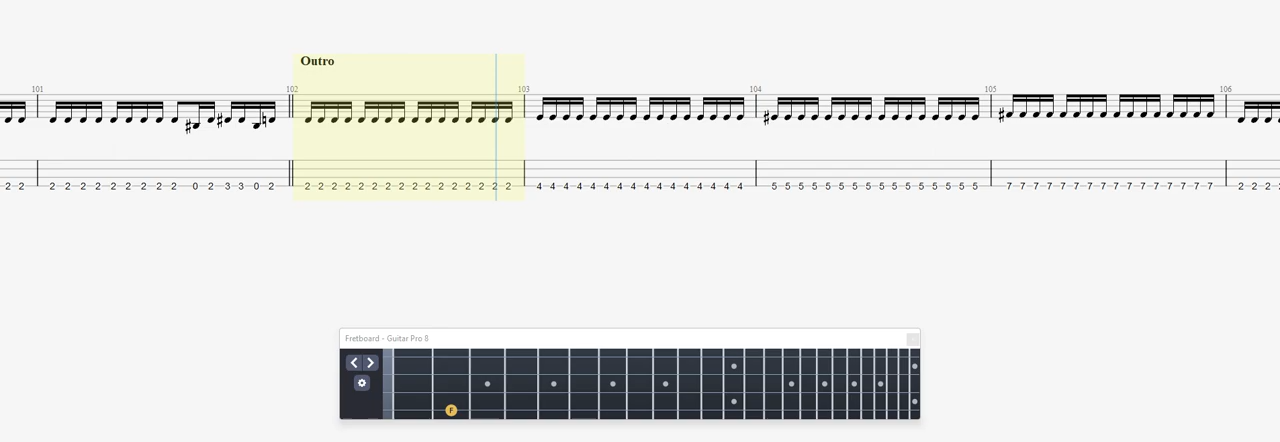 101 102 103 104 105 106
Outro
2 2 2 2 2 2 2 2 2 2 2 0 2 3 3 0 2 2 2 2 2 2 2 2 2 2 2 2 2 2 2 2 2 2 4 4 4 4 4 4 4 4 4 4 4 4 4 4 4 4 5 5 5 5 5 5 5 5 5 5 5 5 5 5 5 5 7 7 7 7 7 7 7 7 7 7 7 7 7 7 7 7 2 2 2 2
Fretboard - Guitar Pro 8
F